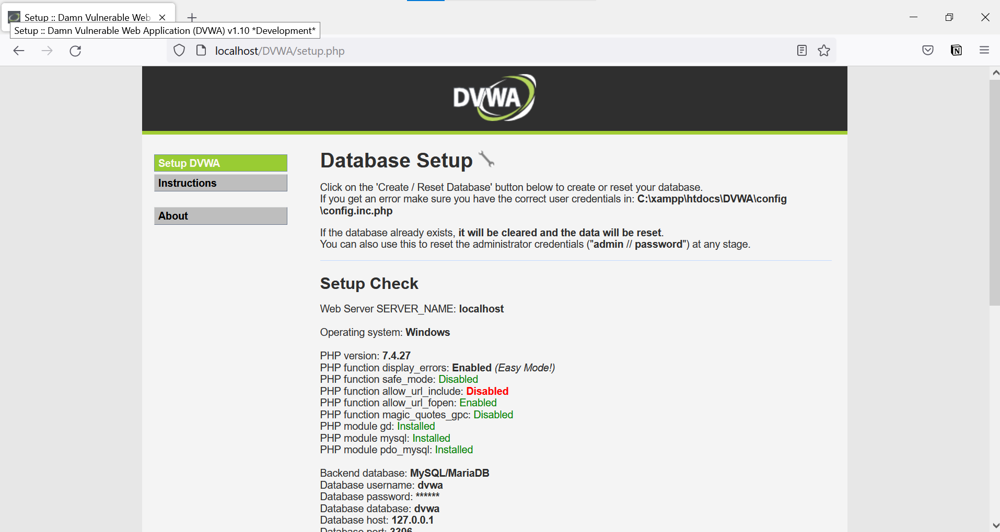 Setup :: Damn Vulnerable Web
Setup :: Damn Vulnerable Web Application (DVWA) v1.10 *Development*
localhost/DVWA/setup.php
DVWA
Setup DVWA
Instructions
About
Database Setup
Click on the 'Create / Reset Database' button below to create or reset your database.
If you get an error make sure you have the correct user credentials in: C:\xampp\htdocs\DVWA\config
\config.inc.php
If the database already exists, it will be cleared and the data will be reset.
You can also use this to reset the administrator credentials ("admin // password") at any stage.
Setup Check
Web Server SERVER_NAME: localhost
Operating system: Windows
PHP version: 7.4.27
PHP function display_errors: Enabled (Easy Mode!)
PHP function safe_mode: Disabled
PHP function allow_url_include: Disabled
PHP function allow_url_fopen: Enabled
PHP function magic_quotes_gpc: Disabled
PHP module gd: Installed
PHP module mysql: Installed
PHP module pdo_mysql: Installed
Backend database: MySQL/MariaDB
Database username: dvwa
Database password: ******
Database database: dvwa
Database host: 127.0.0.1
Database port: 3306